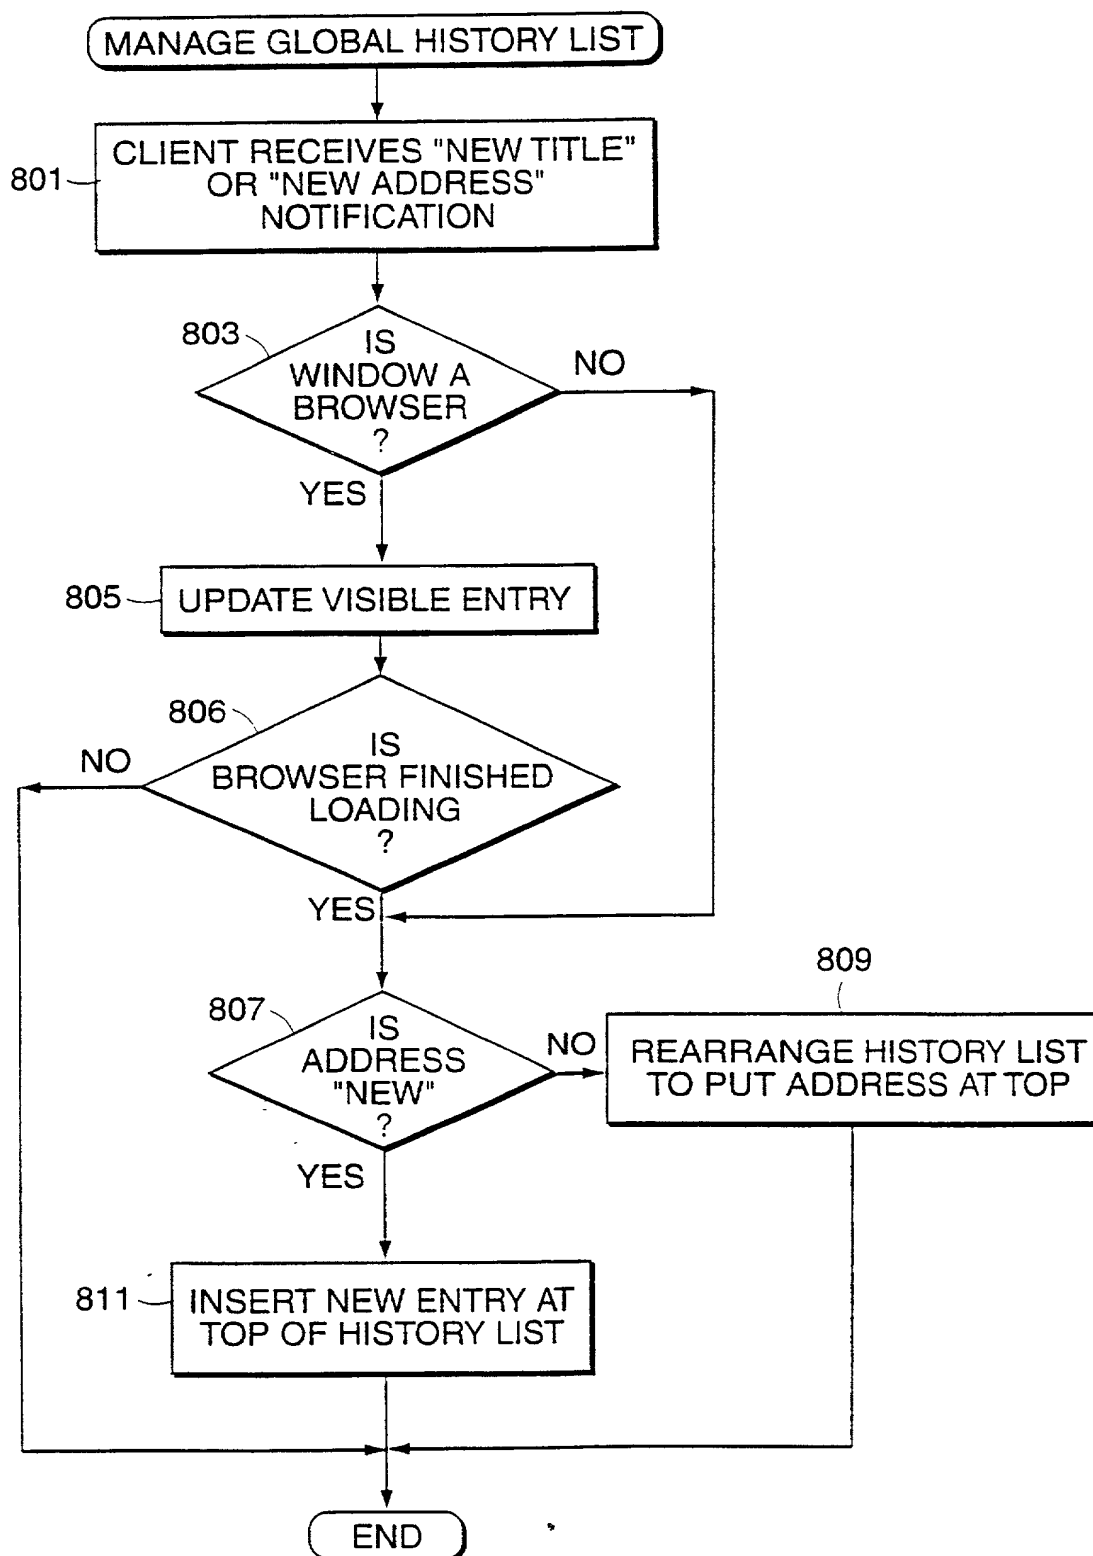 MANAGE GLOBAL HISTORY LIST
801
CLIENT RECEIVES "NEW TITLE"
OR "NEW ADDRESS"
NOTIFICATION
803
IS
WINDOW A
BROWSER
?
NO
YES
805
UPDATE VISIBLE ENTRY
806
NO
IS
BROWSER FINISHED
LOADING
?
YES
807
IS
ADDRESS
"NEW"
?
NO
809
REARRANGE HISTORY LIST
TO PUT ADDRESS AT TOP
YES
811
INSERT NEW ENTRY AT
TOP OF HISTORY LIST
END